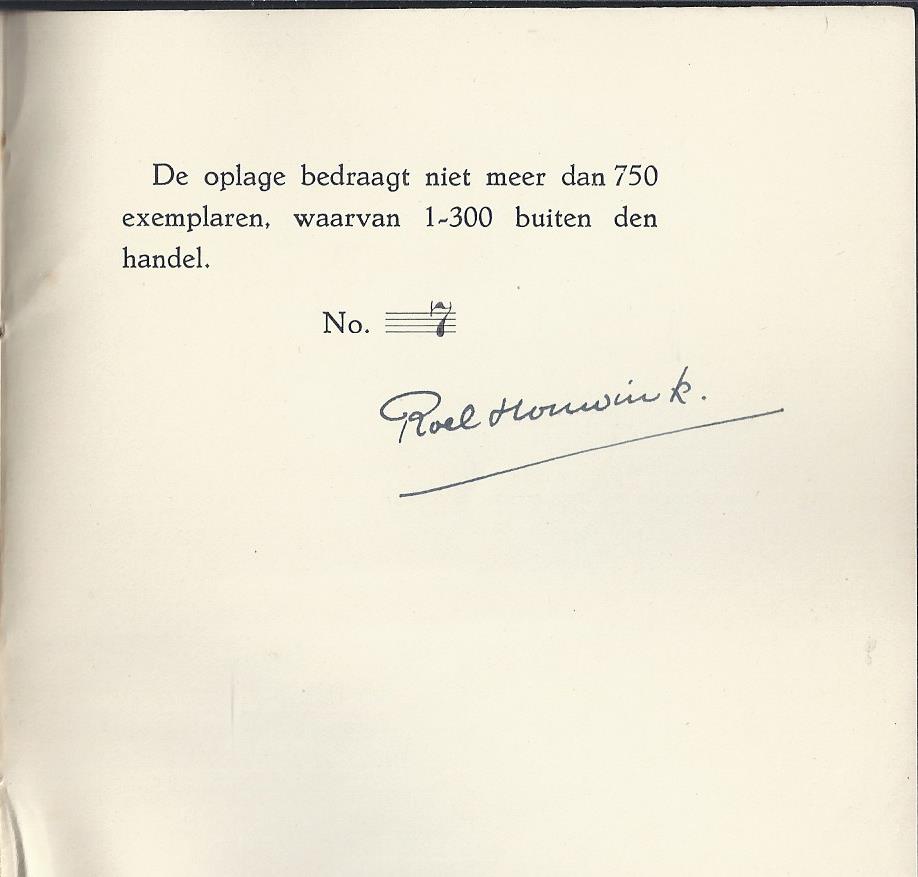 De oplage bedraagt niet meer dan 750
exemplaren, waarvan 1-300 buiten den
handel.
No. 7
Roel Houwink.